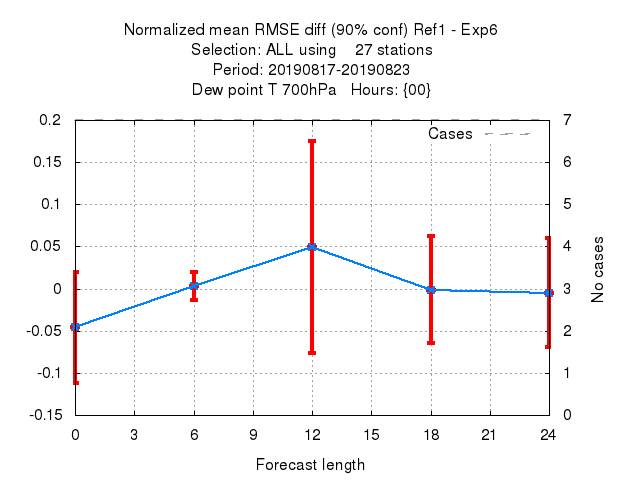 Normalized mean RMSE diff (90% conf) Ref1 - Exp6
Selection: ALL using    27 stations
Period: 20190817-20190823
Dew point T 700hPa   Hours: {00}
Cases
0.2
0.15
0.1
0.05
0
-0.05
-0.1
-0.15
7
6
5
4
3
2
1
0
No cases
0 3 6 9 12 15 18 21 24
Forecast length